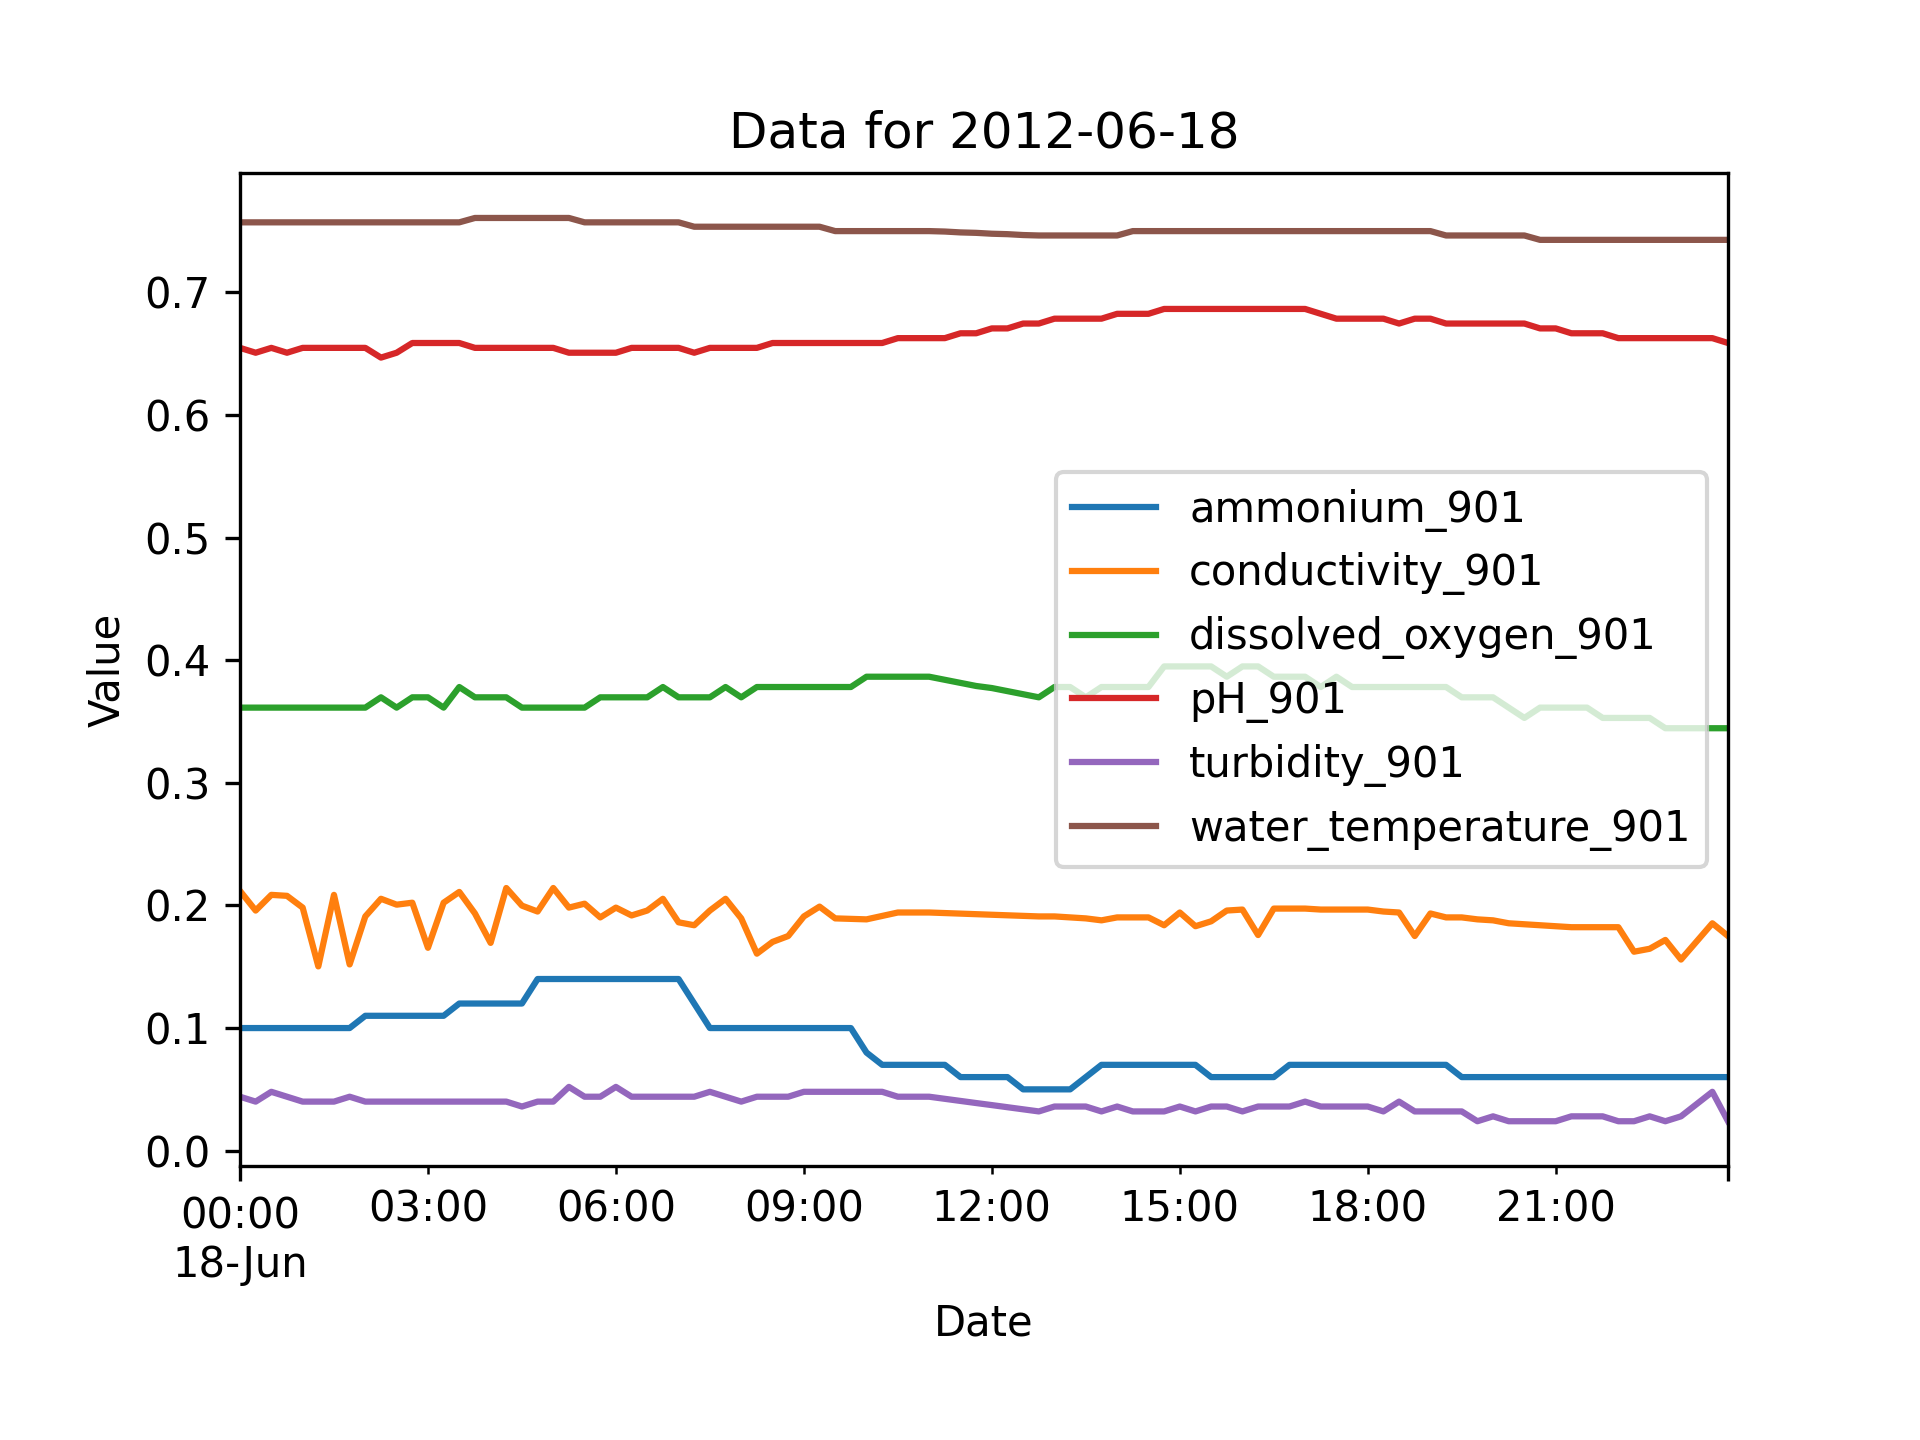 Data for 2012-06-18
Value
0.7
0.6
0.5
0.4
0.3
0.2
0.1
0.0
ammonium_901
conductivity_901
dissolved_oxygen_901
pH_901
turbidity_901
water_temperature_901
00:00 03:00 06:00 09:00 12:00 15:00 18:00 21:00
18-Jun
Date